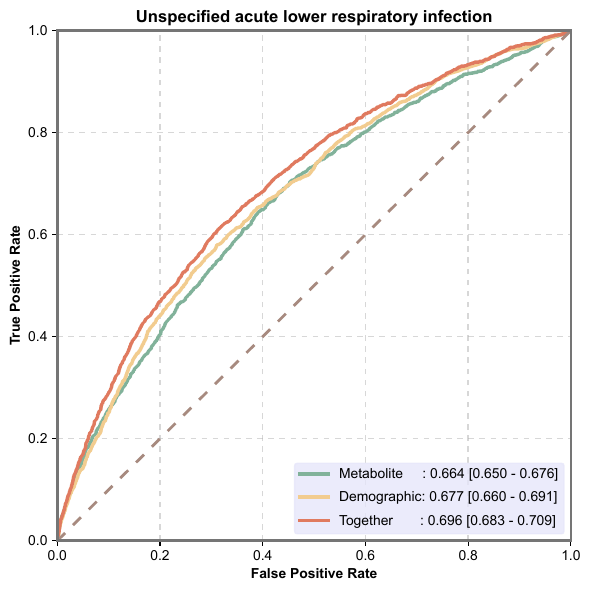 Unspecified acute lower respiratory infection
True Positive Rate
1.0
0.8
0.6
0.4
0.2
0.0
Metabolite : 0.664 [0.650 - 0.676]
Demographic: 0.677 [0.660 - 0.691]
Together : 0.696 [0.683 - 0.709]
0.0 0.2 0.4 0.6 0.8 1.0
False Positive Rate